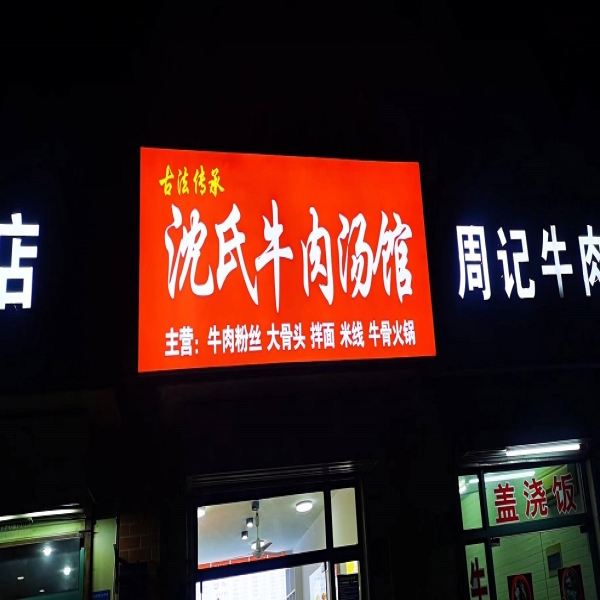 古法传承
沈氏牛肉汤馆
主营：牛肉粉丝 大骨头 拌面 米线 牛骨火锅
店
周记牛肉
盖浇饭
牛